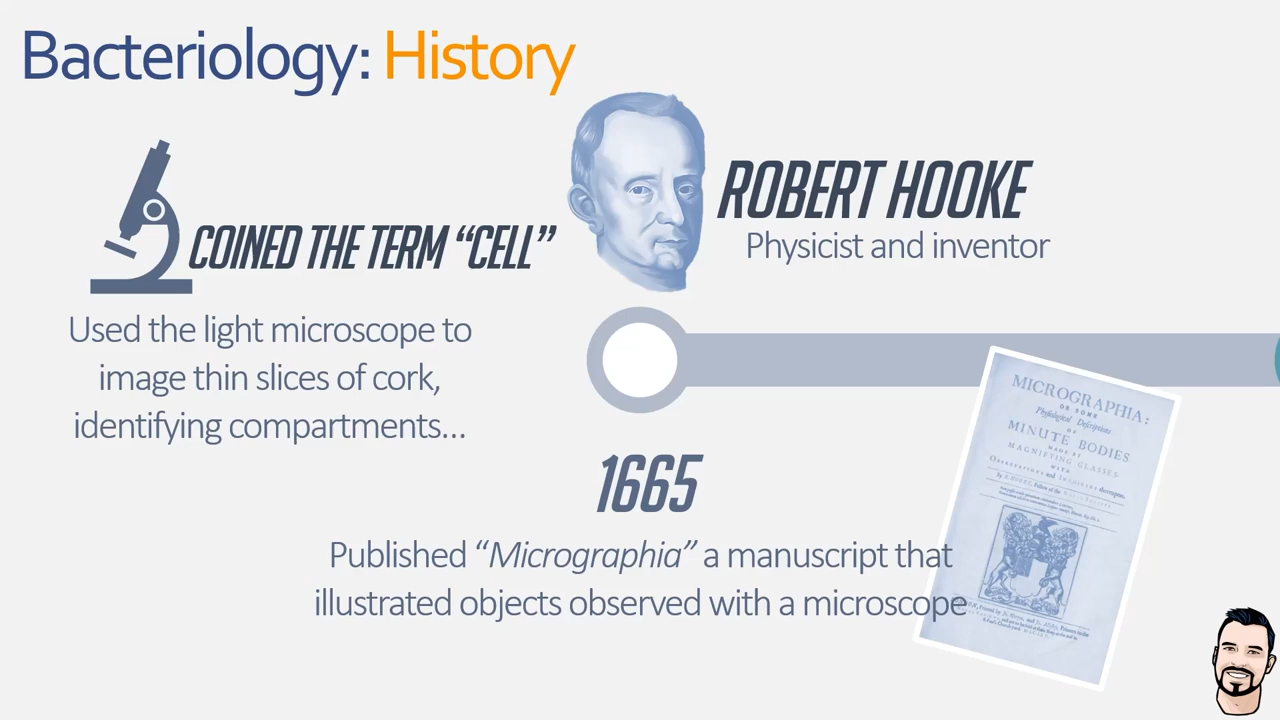 Bacteriology: History
COINED THE TERM “CELL”
Used the light microscope to
image thin slices of cork,
identifying compartments...
ROBERT HOOKE
Physicist and inventor
1665
Published “Micrographia” a manuscript that
illustrated objects observed with a microscope
MICROGRAPHIA:
OR SOME
Physiological Descriptions
OF
MINUTE BODIES
MADE BY
MAGNIFYING GLASSES
WITH
OBSERVATIONS and INQUIRIES thereupon.